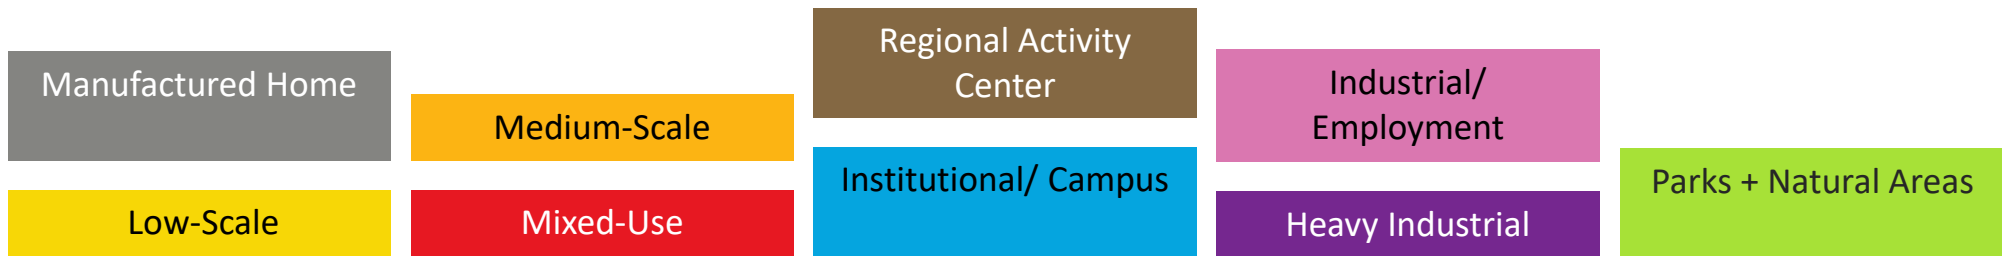 Manufactured Home
Low-Scale
Medium-Scale
Mixed-Use
Regional Activity
Center
Institutional/ Campus
Industrial/
Employment
Heavy Industrial
Parks + Natural Areas